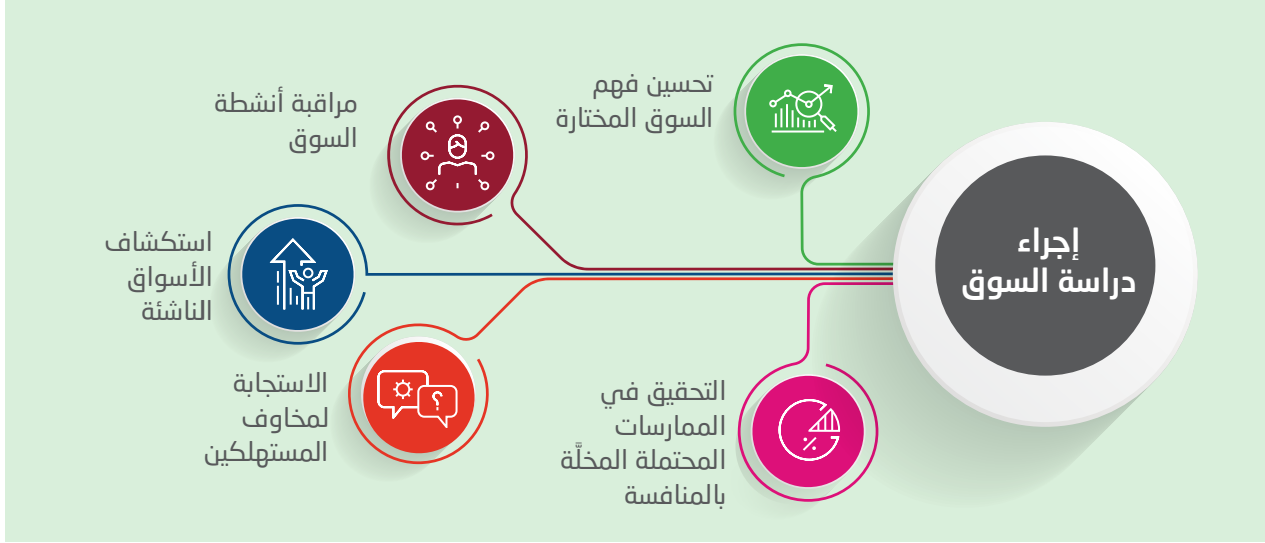 إجراء
دراسة السوق
تحسين فهم
السوق المختارة
مراقبة أنشطة
السوق
استكشاف
الأسواق
الناشئة
الاستجابة
لمخاوف
المستهلكين
التحقيق في
الممارسات
المحتملة المخلَّة
بالمنافسة
؟
%